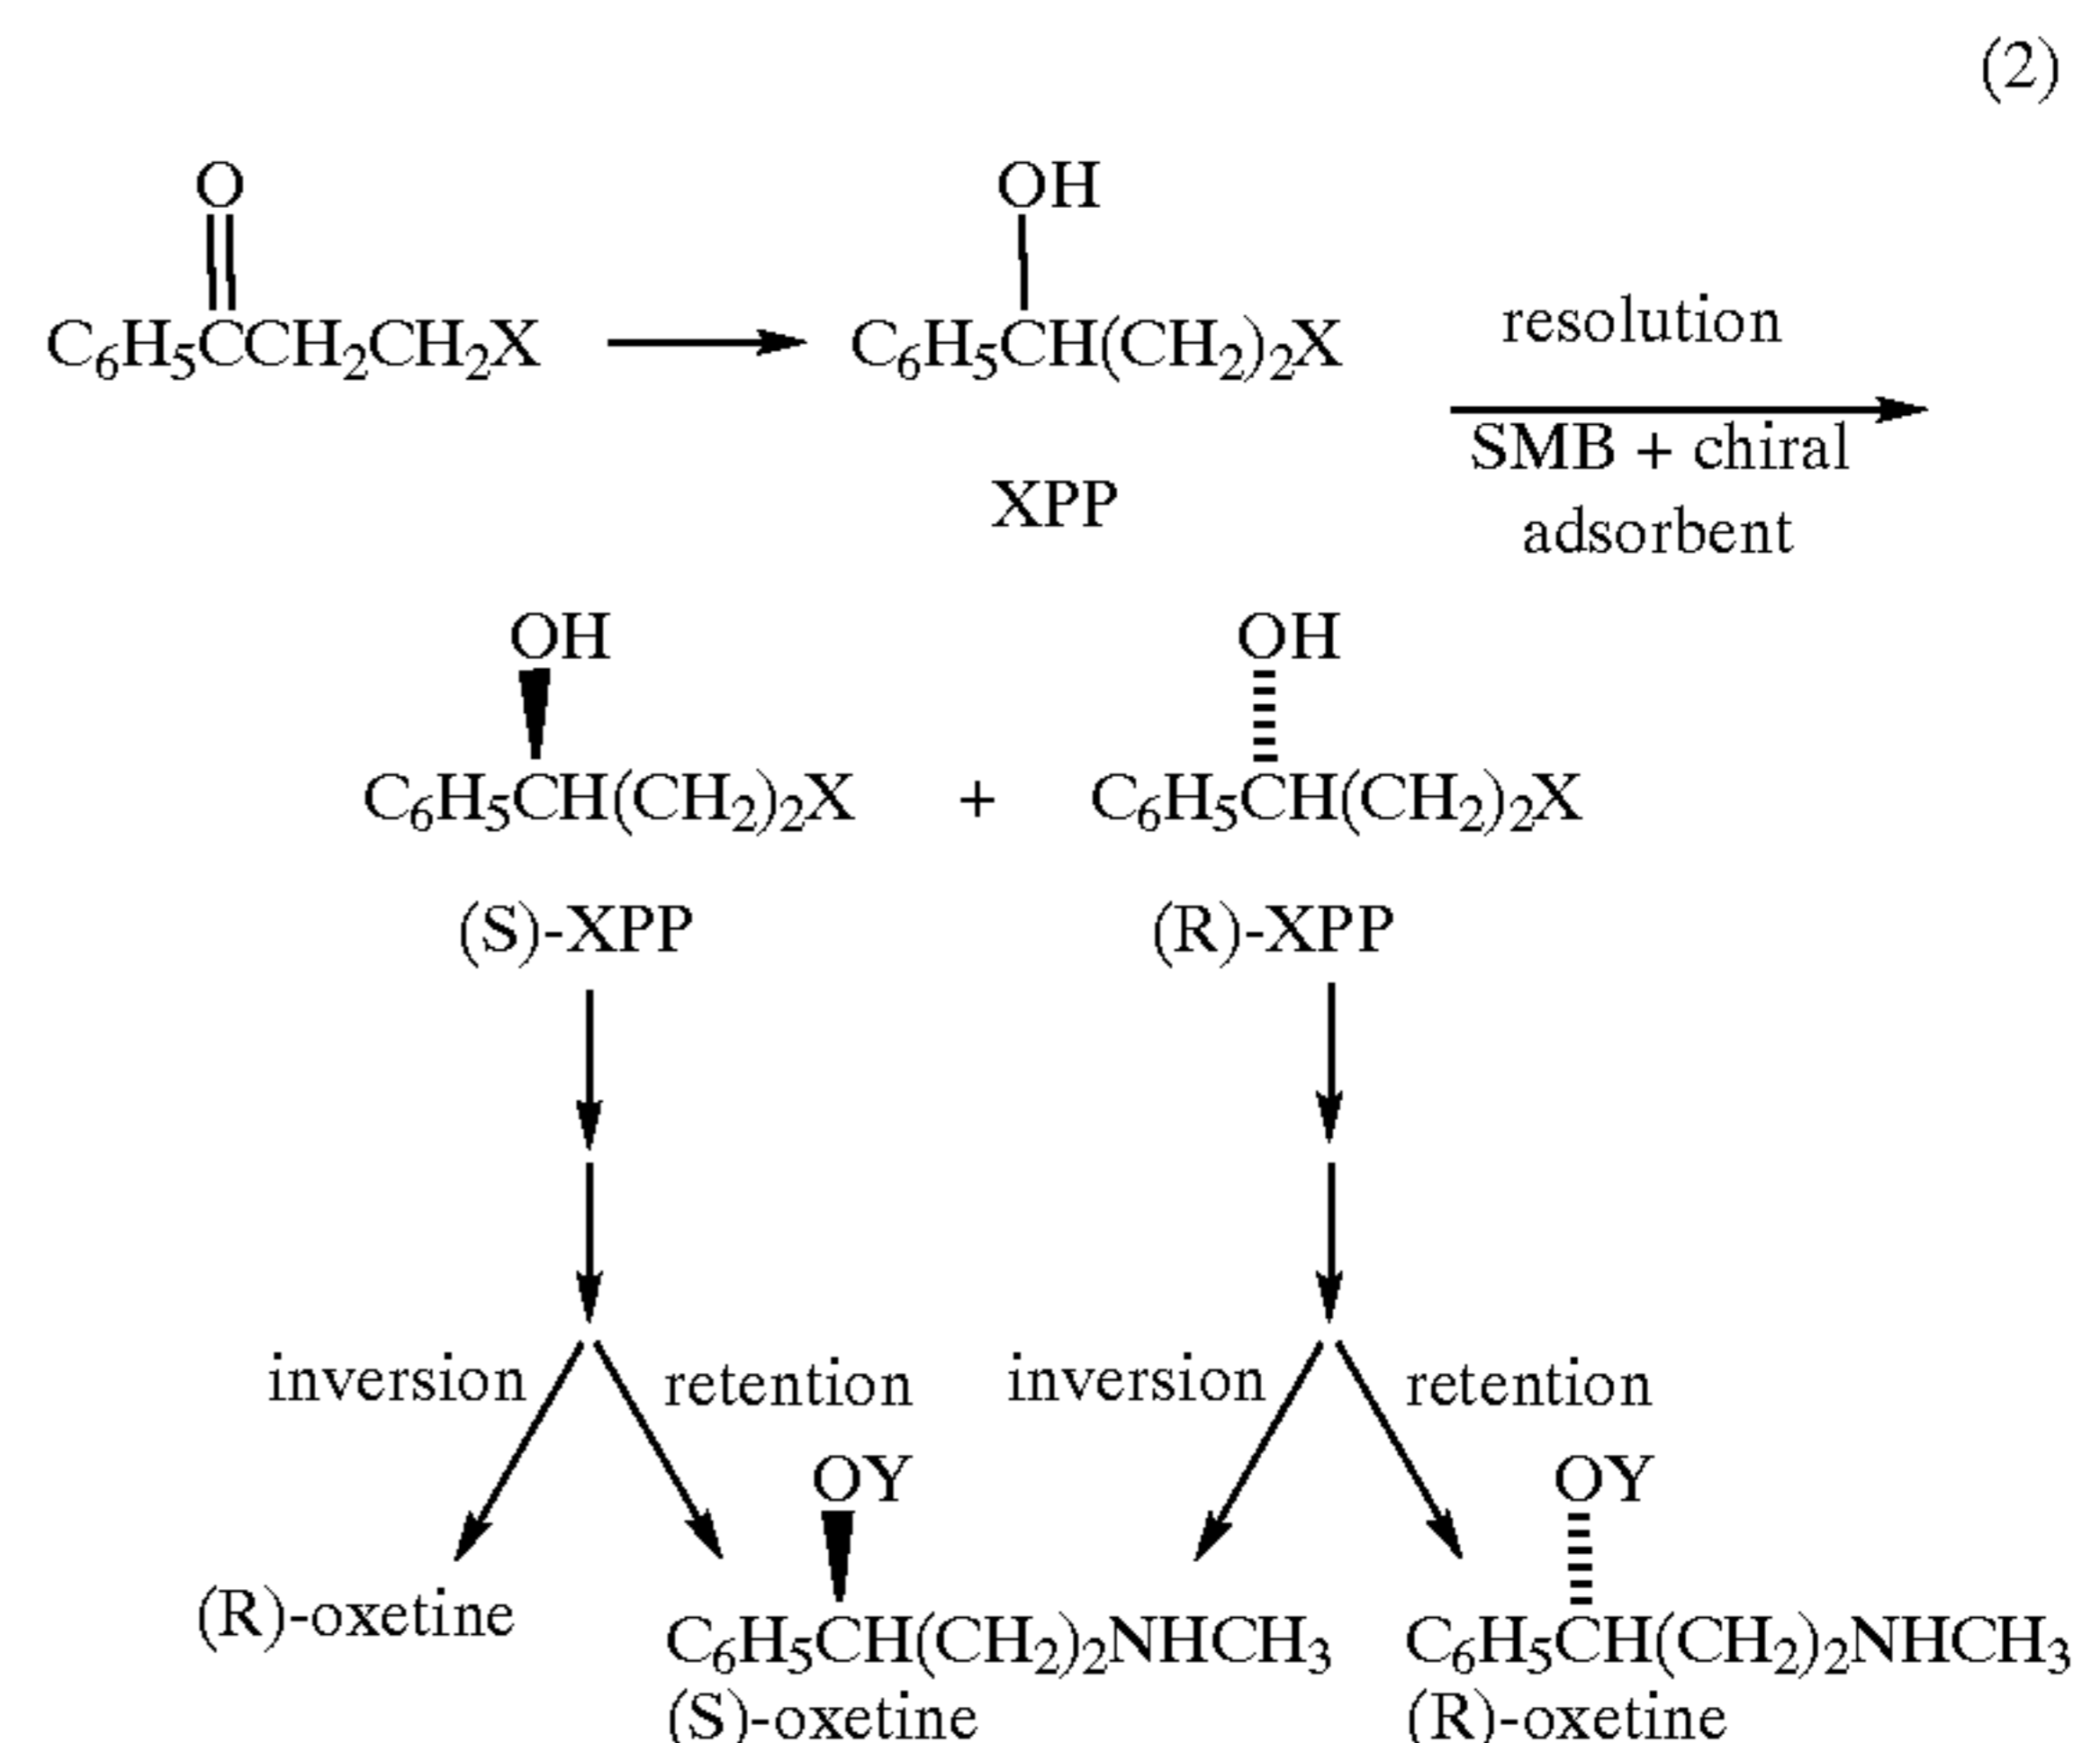 (2)
O
OH
C₆H₅CCH₂CH₂X
C₆H₅CH(CH₂)₂X
resolution
SMB + chiral
adsorbent
XPP
OH
OH
C₆H₅CH(CH₂)₂X + C₆H₅CH(CH₂)₂X
(S)-XPP
(R)-XPP
inversion
retention
inversion
retention
OY
OY
(R)-oxetine
C₆H₅CH(CH₂)₂NHCH₃
C₆H₅CH(CH₂)₂NHCH₃
(S)-oxetine
(R)-oxetine